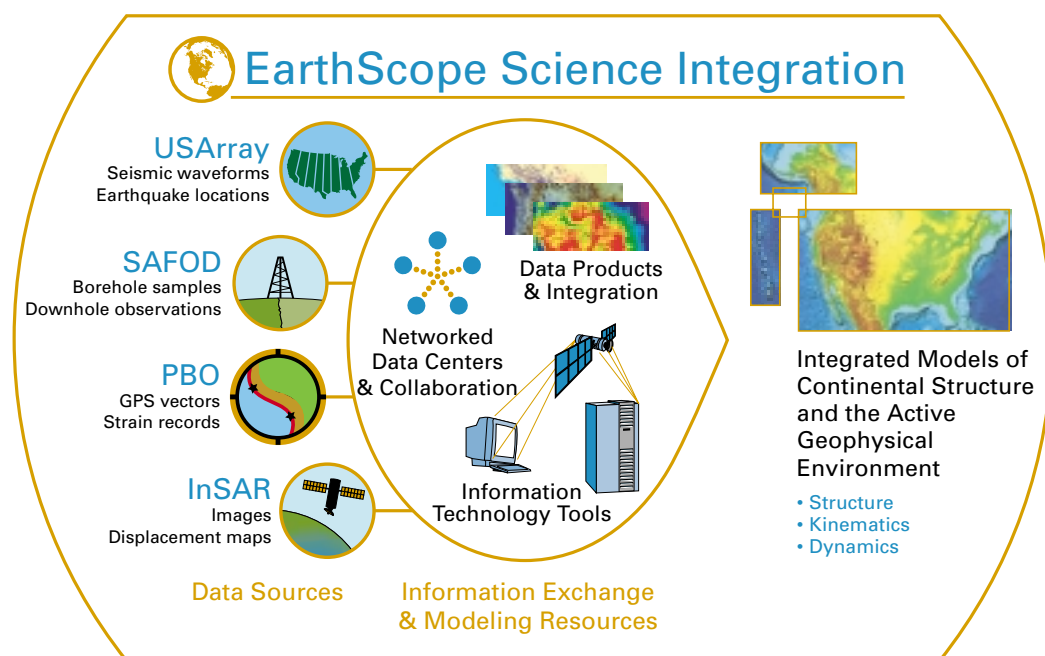 EarthScope Science Integration
USArray
Seismic waveforms
Earthquake locations
SAFOD
Borehole samples
Downhole observations
PBO
GPS vectors
Strain records
InSAR
Images
Displacement maps
Data Sources
Data Products
& Integration
Networked
Data Centers
& Collaboration
Information
Technology Tools
Information Exchange
& Modeling Resources
Integrated Models of
Continental Structure
and the Active
Geophysical
Environment
• Structure
• Kinematics
• Dynamics